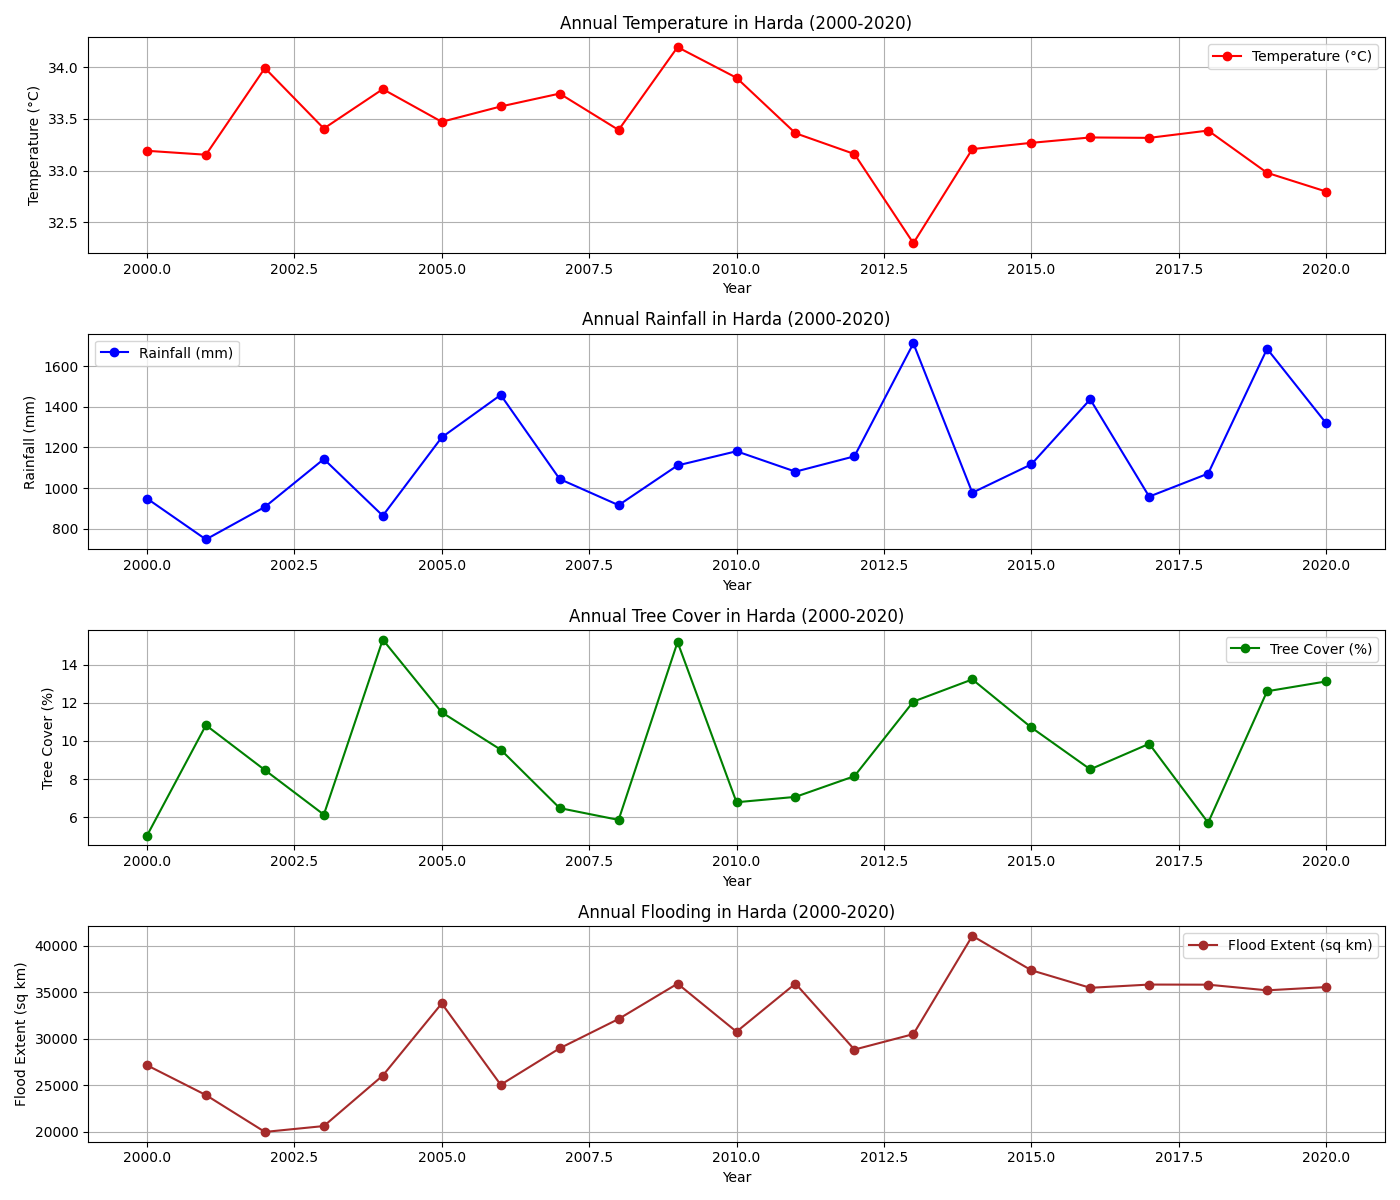 Annual Temperature in Harda (2000-2020)
Temperature (°C)
34.0
33.5
33.0
32.5
Temperature (°C)
2000.0 2002.5 2005.0 2007.5 2010.0 2012.5 2015.0 2017.5 2020.0
Year
Annual Rainfall in Harda (2000-2020)
Rainfall (mm)
1600
1400
1200
1000
800
Rainfall (mm)
2000.0 2002.5 2005.0 2007.5 2010.0 2012.5 2015.0 2017.5 2020.0
Year
Annual Tree Cover in Harda (2000-2020)
Tree Cover (%)
14
12
10
8
6
Tree Cover (%)
2000.0 2002.5 2005.0 2007.5 2010.0 2012.5 2015.0 2017.5 2020.0
Year
Annual Flooding in Harda (2000-2020)
Flood Extent (sq km)
40000
35000
30000
25000
20000
Flood Extent (sq km)
2000.0 2002.5 2005.0 2007.5 2010.0 2012.5 2015.0 2017.5 2020.0
Year